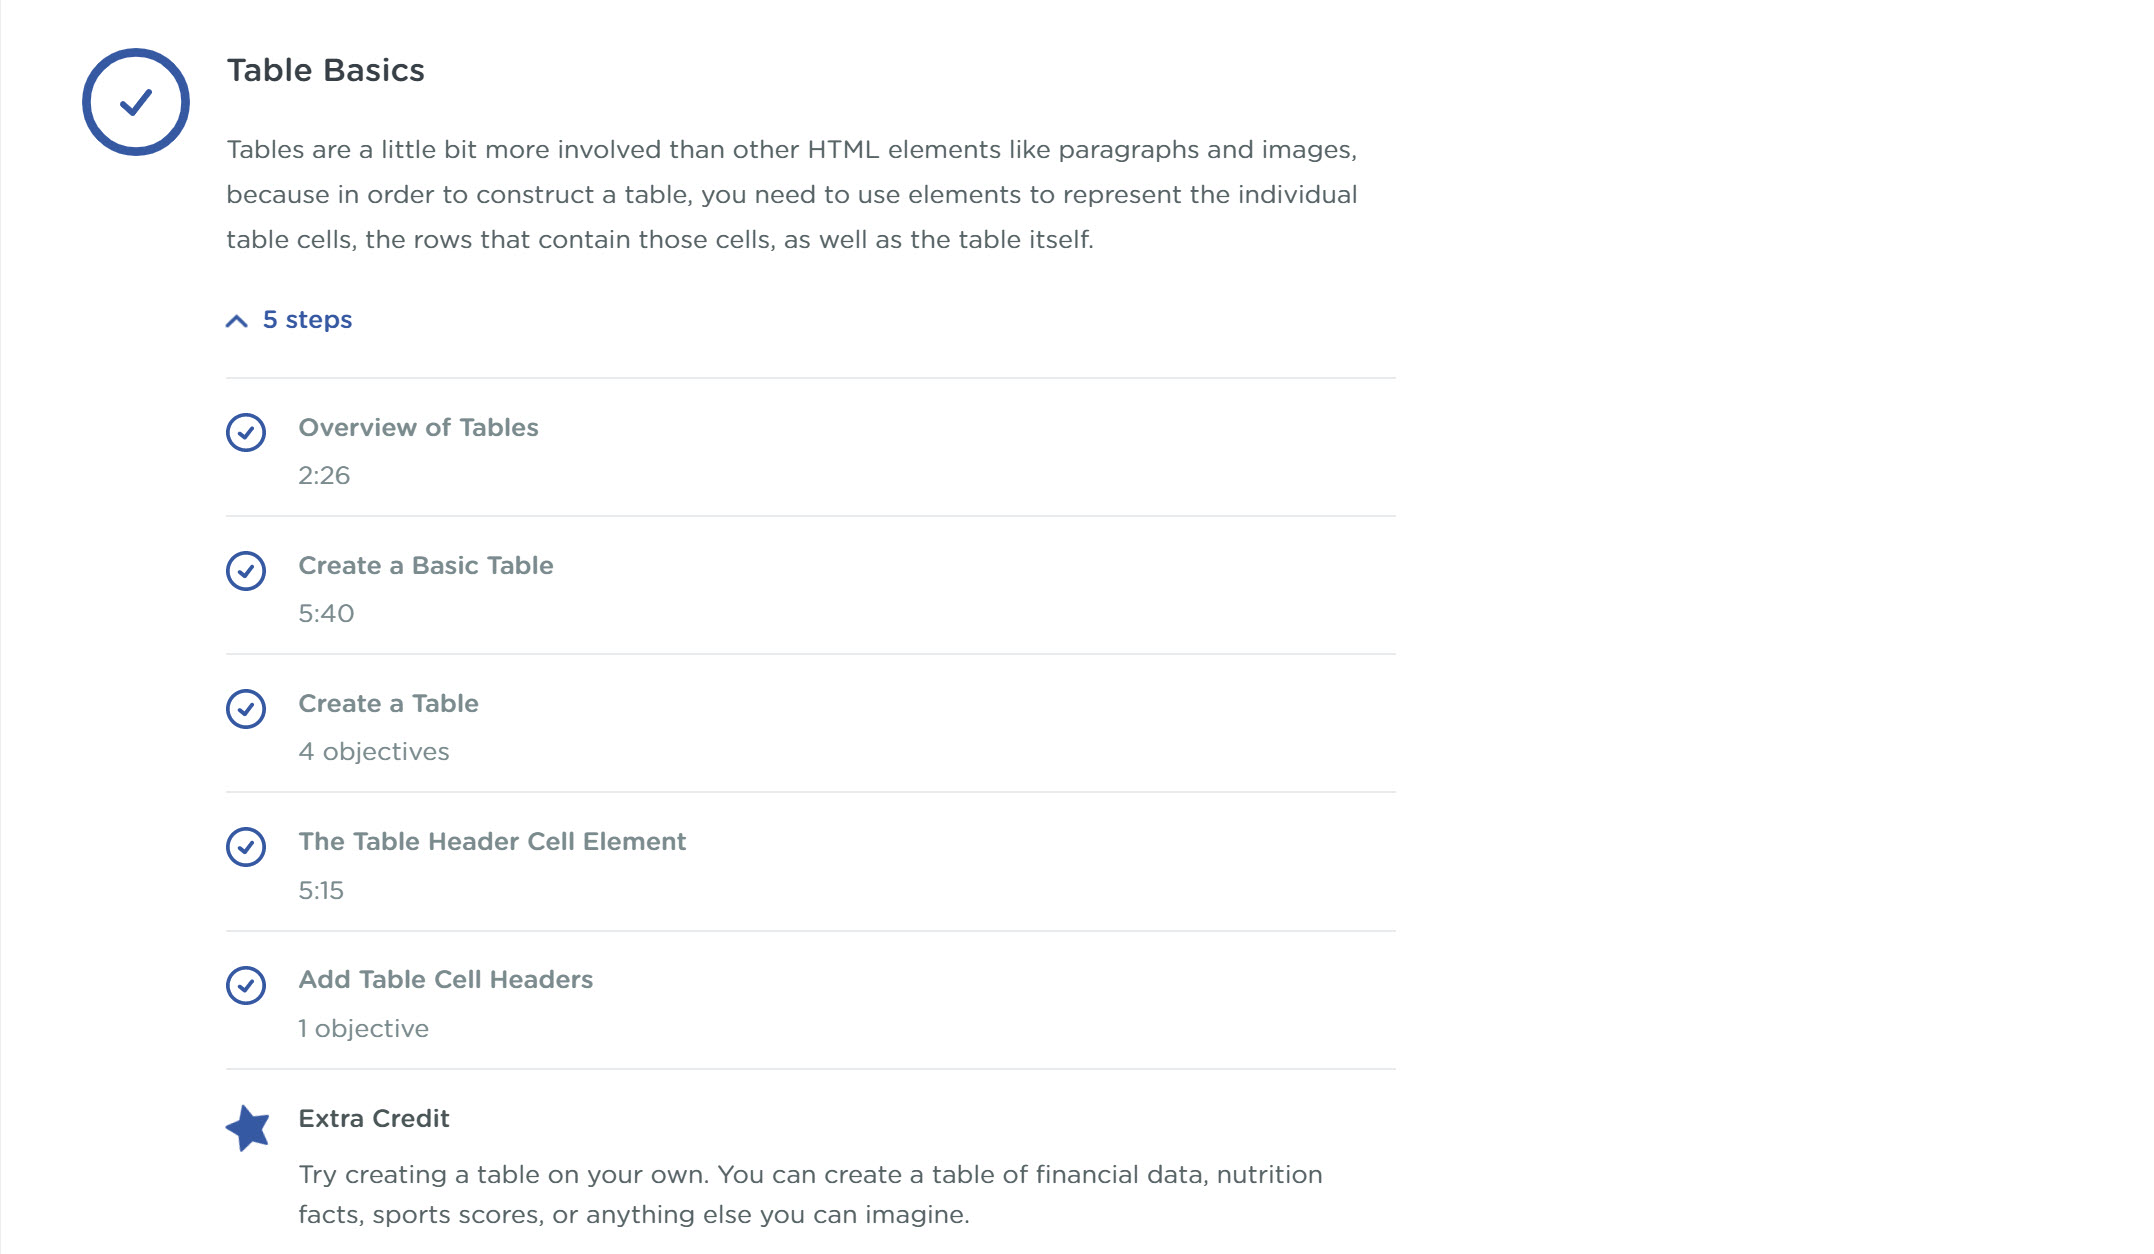 Table Basics
Tables are a little bit more involved than other HTML elements like paragraphs and images,
because in order to construct a table, you need to use elements to represent the individual
table cells, the rows that contain those cells, as well as the table itself.
5 steps
Overview of Tables
2:26
Create a Basic Table
5:40
Create a Table
4 objectives
The Table Header Cell Element
5:15
Add Table Cell Headers
1 objective
Extra Credit
Try creating a table on your own. You can create a table of financial data, nutrition
facts, sports scores, or anything else you can imagine.